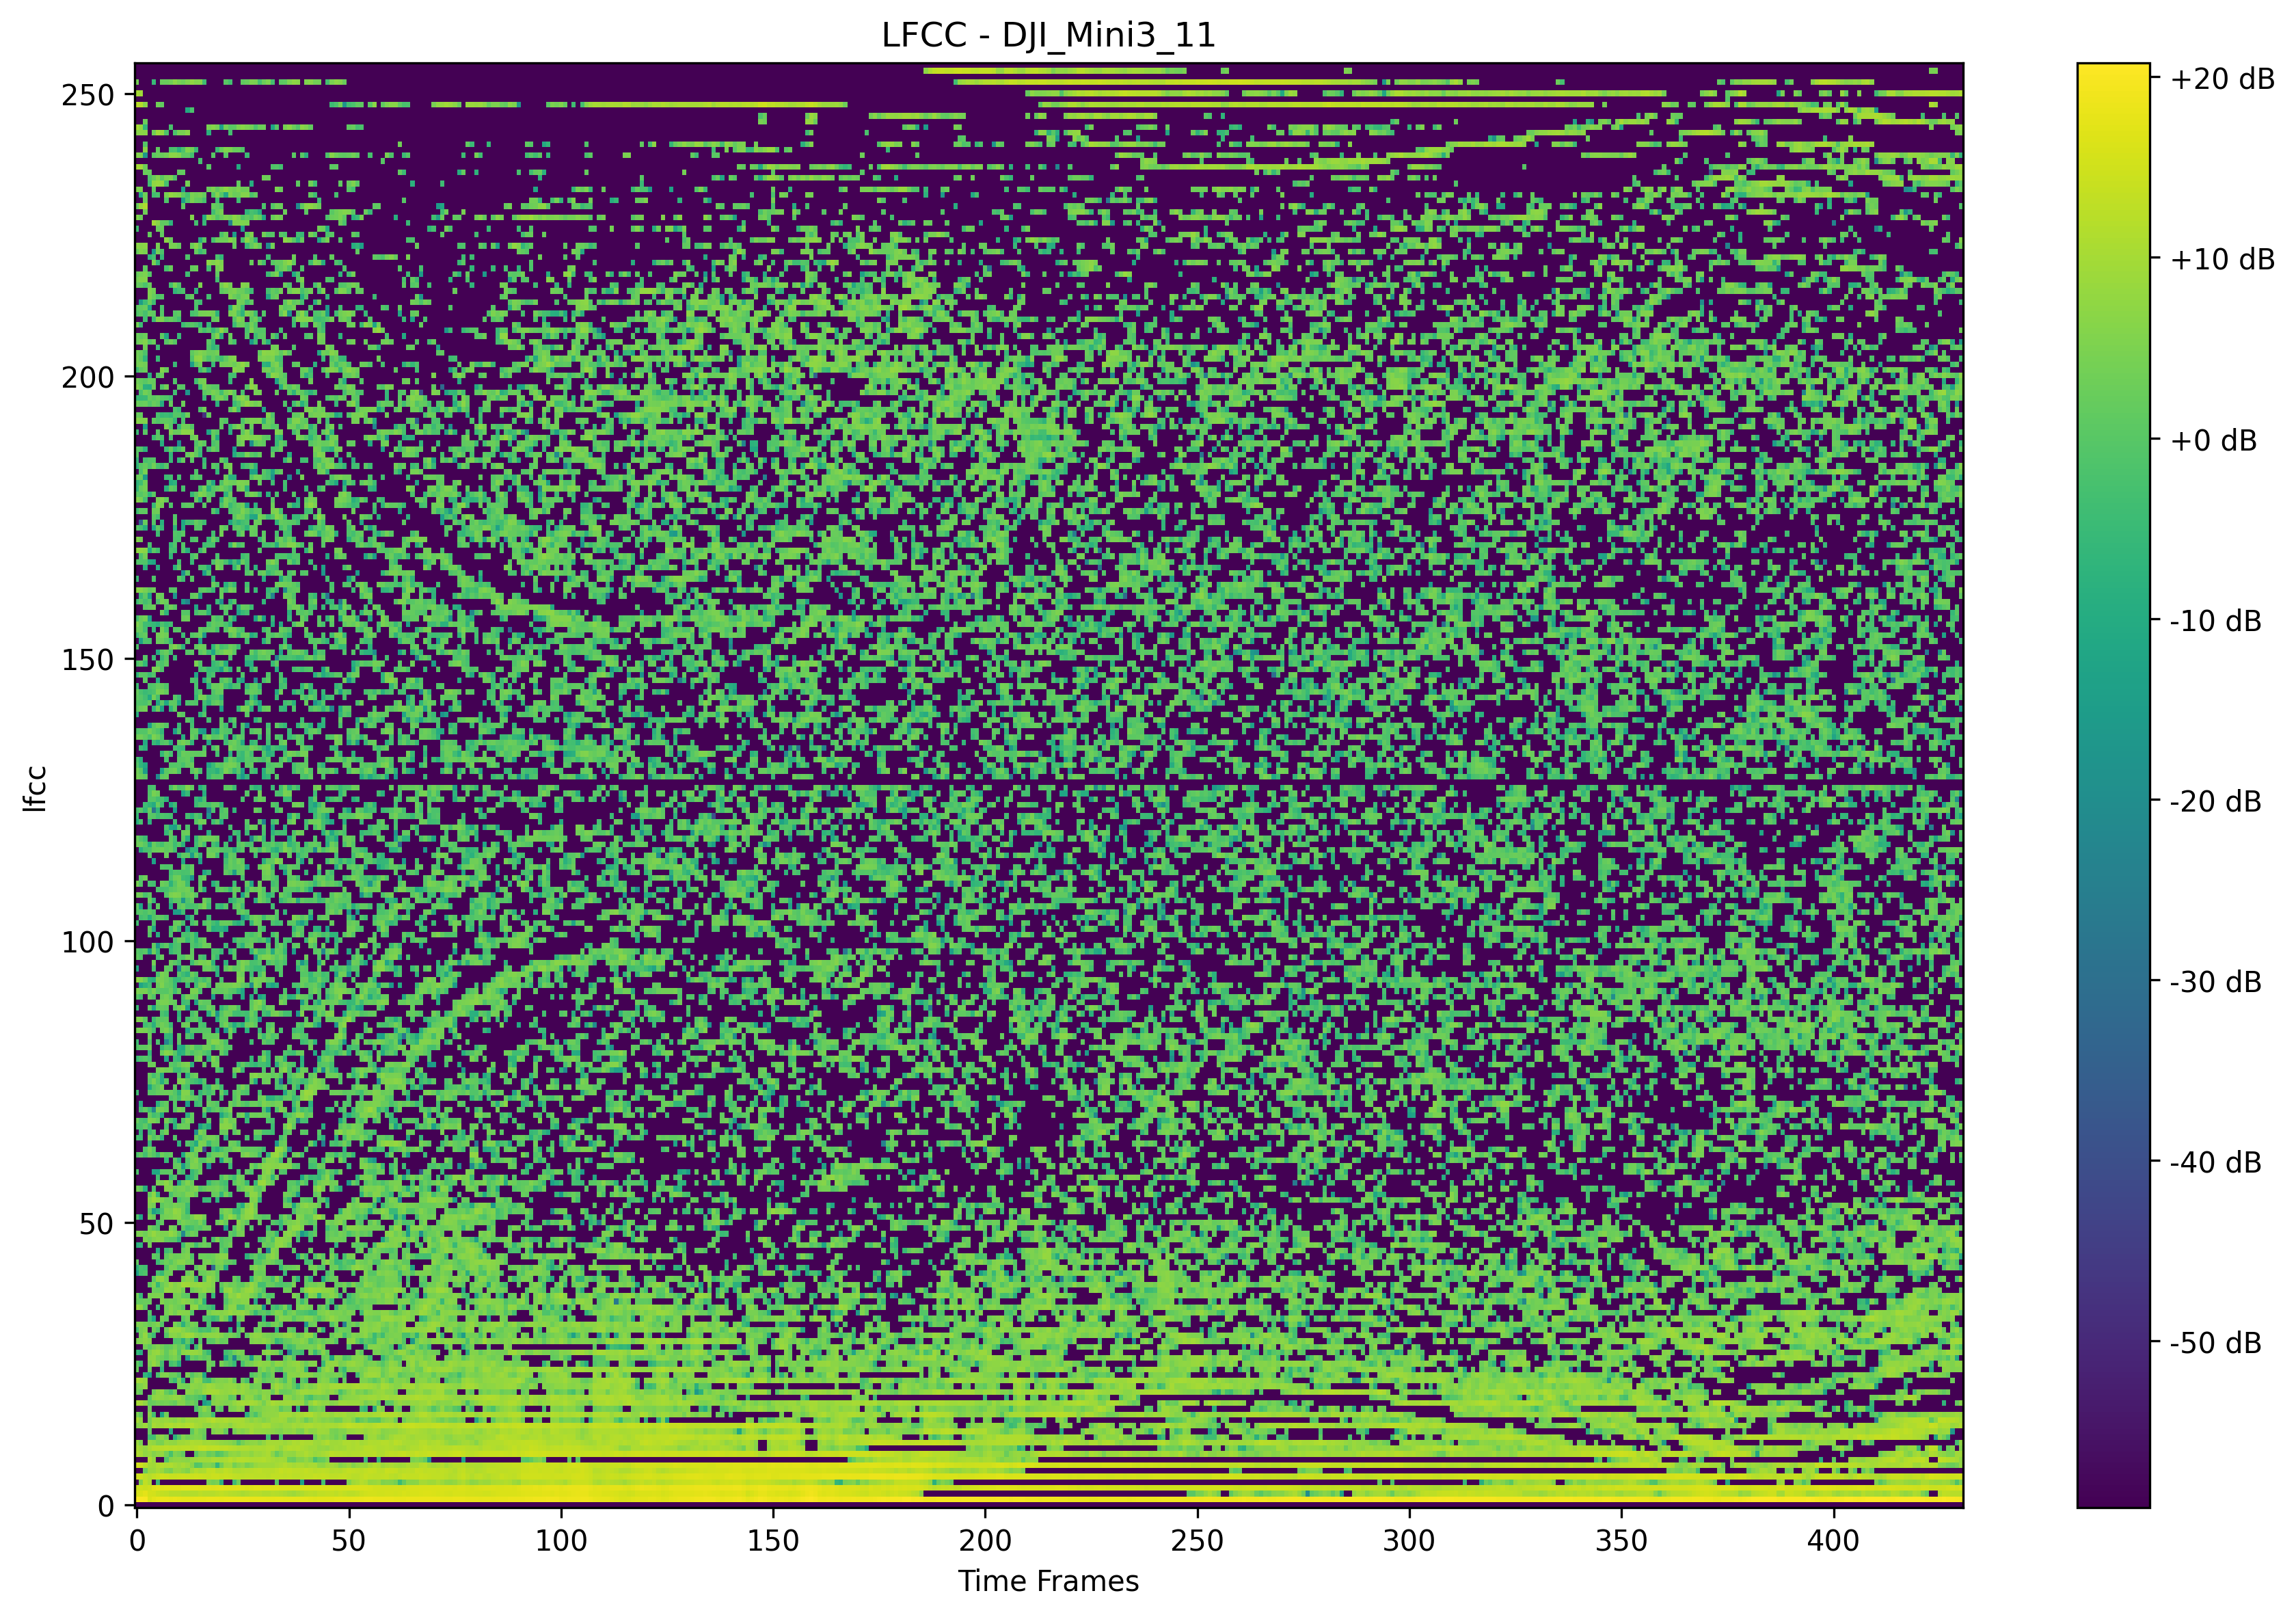 LFCC - DJI_Mini3_11
250
200
150
100
50
0
lfcc
0 50 100 150 200 250 300 350 400
Time Frames
+20 dB
+10 dB
+0 dB
-10 dB
-20 dB
-30 dB
-40 dB
-50 dB